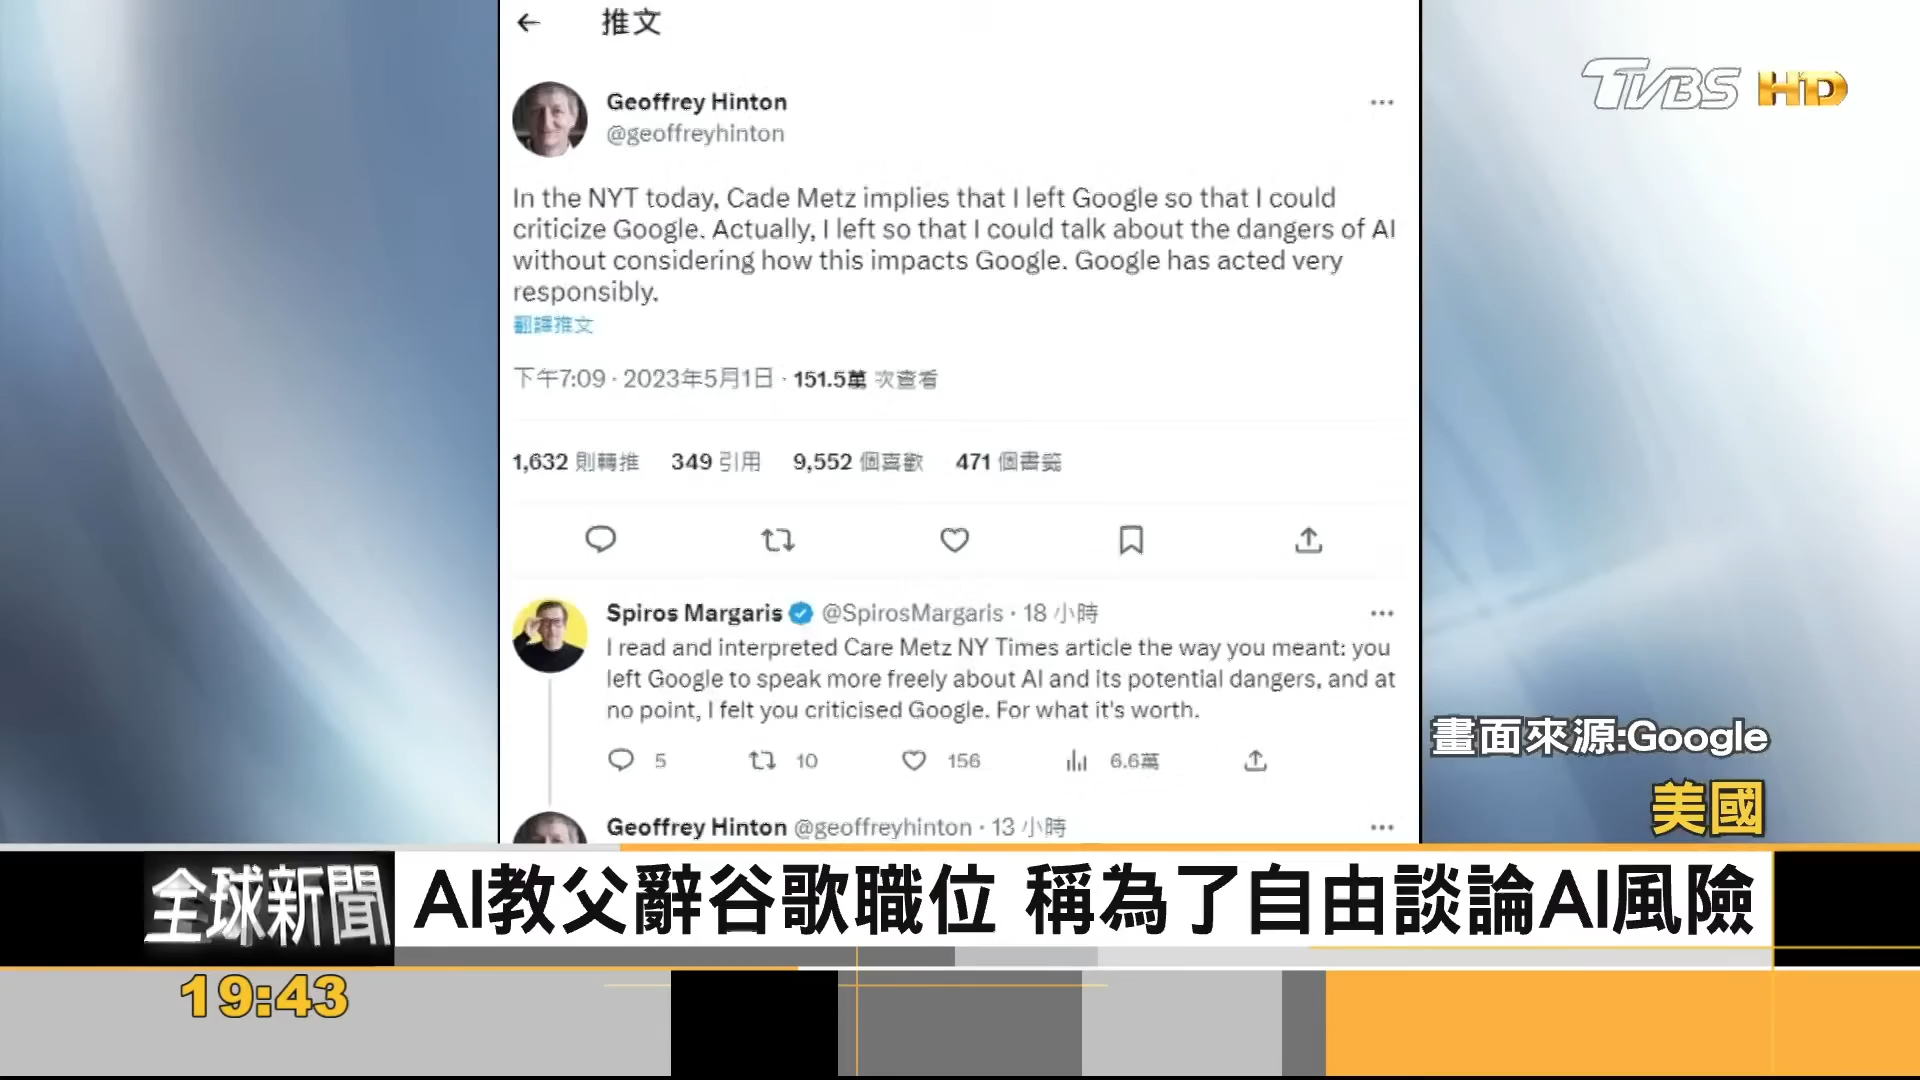 推文
TVBS HD
Geoffrey Hinton
@geoffreyhinton
In the NYT today, Cade Metz implies that I left Google so that I could
criticize Google. Actually, I left so that I could talk about the dangers of AI
without considering how this impacts Google. Google has acted very
responsibly.
翻譯推文
下午7:09 · 2023年5月1日 · 151.5萬 次查看
1,632 則轉推 349 引用 9,552 個喜歡 471 個書籤
Spiros Margaris @SpirosMargaris · 18 小時
I read and interpreted Care Metz NY Times article the way you meant: you
left Google to speak more freely about AI and its potential dangers, and at
no point, I felt you criticised Google. For what it's worth.
5 10 156 6.6萬
畫面來源:Google
美國
Geoffrey Hinton @geoffreyhinton · 13 小時
全球新聞
AI教父辭谷歌職位 稱為了自由談論AI風險
19:43